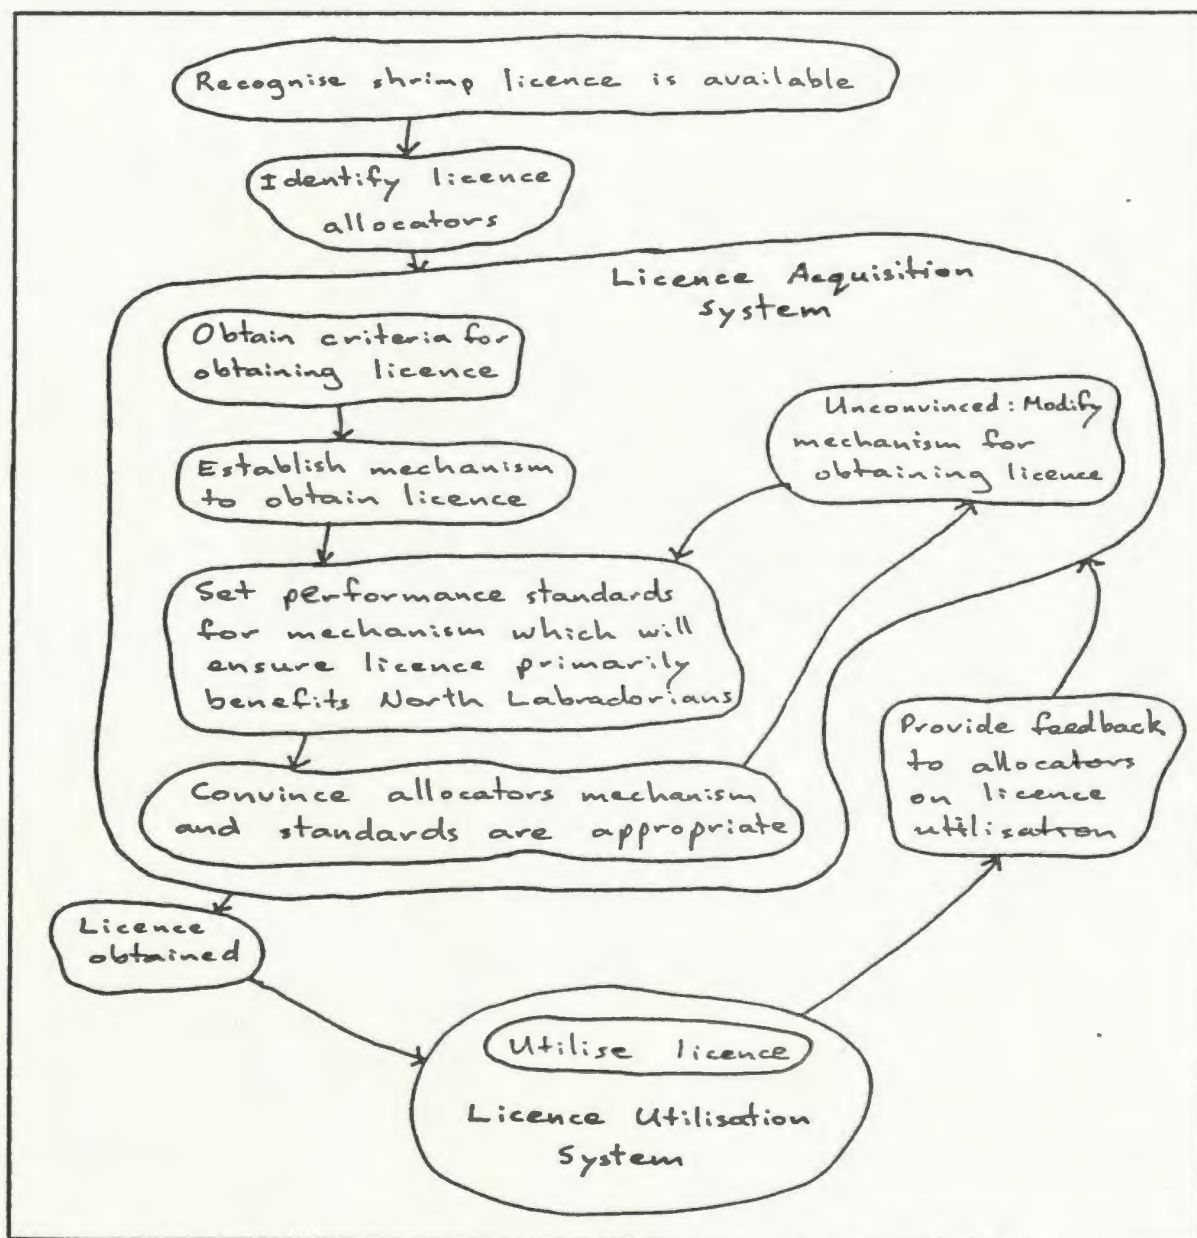 Recognise shrimp licence is available
Identify licence
allocators
Licence Acquisition
System
Obtain criteria for
obtaining licence
Establish mechanism
to obtain licence
Unconvinced: Modify
mechanism for
obtaining licence
Set performance standards
for mechanism which will
ensure licence primarily
benefits North Labradorians
Convince allocators mechanism
and standards are appropriate
Provide feedback
to allocators
on licence
utilisation
Licence
obtained
Utilise licence
Licence Utilisation
System